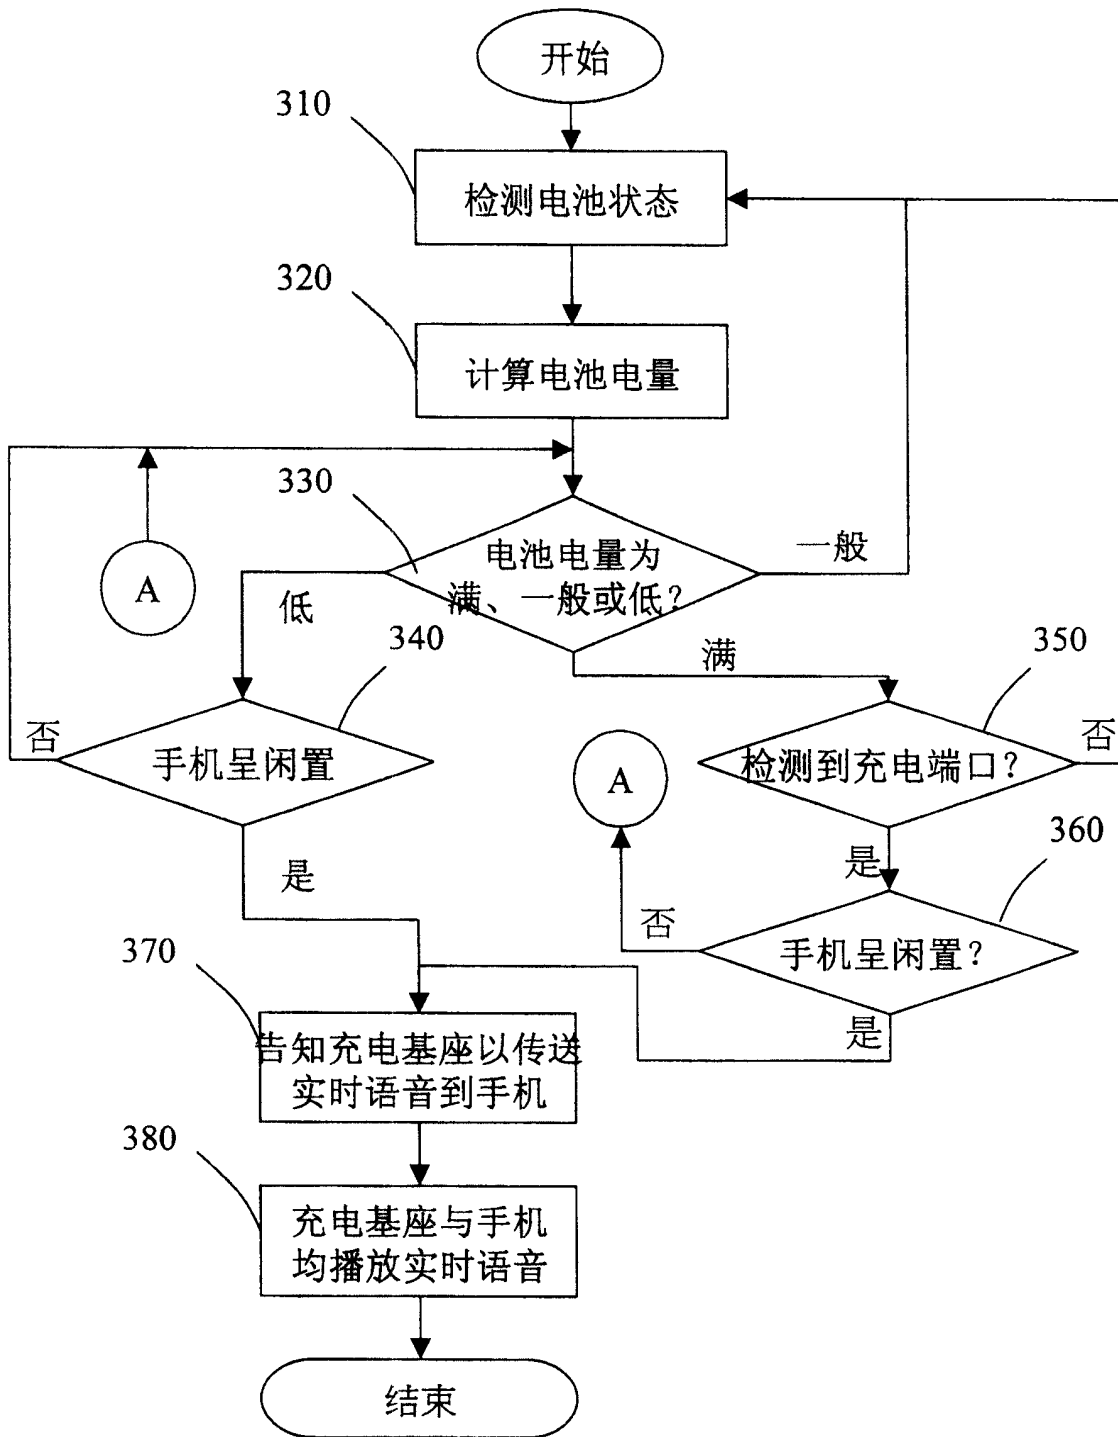 开始
310
检测电池状态
320
计算电池电量
330
电池电量为
满、一般或低?
一般
A
低
340
满
350
否
手机呈闲置
检测到充电端口?
否
A
360
是
是
否
手机呈闲置?
370
是
告知充电基座以传送
实时语音到手机
380
充电基座与手机
均播放实时语音
结束